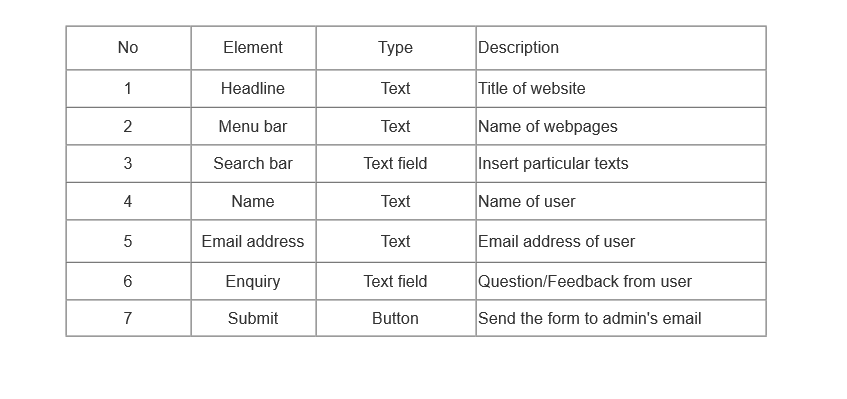 No Element Type Description
1 Headline Text Title of website
2 Menu bar Text Name of webpages
3 Search bar Text field Insert particular texts
4 Name Text Name of user
5 Email address Text Email address of user
6 Enquiry Text field Question/Feedback from user
7 Submit Button Send the form to admin's email